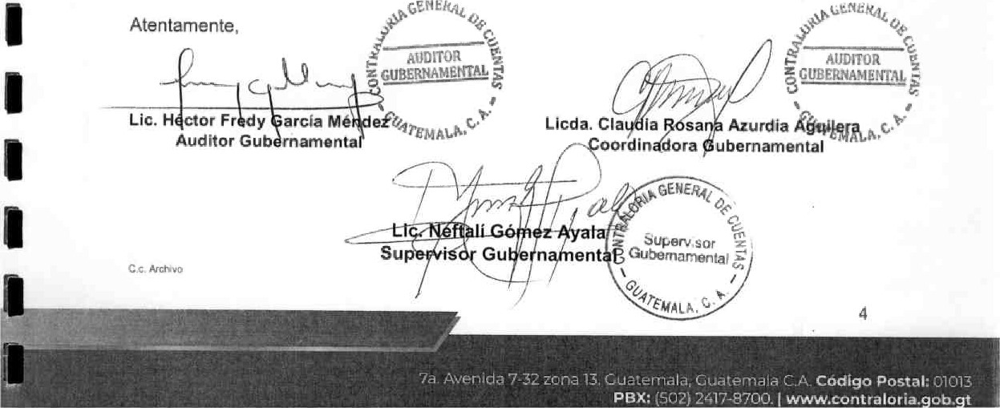 Atentamente,
CONTRALORIA GENERAL DE CUENTAS
AUDITOR
GUBERNAMENTAL
GUATEMALA, C. A.
Lic. Héctor Fredy García Méndez
Auditor Gubernamental
CONTRALORIA GENERAL DE CUENTAS
AUDITOR
GUBERNAMENTAL
GUATEMALA, C. A.
Licda. Claudia Rosana Azurdia Aguilera
Coordinadora Gubernamental
Lic. Neftalí Gómez Ayala
Supervisor Gubernamental
CONTRALORIA GENERAL DE CUENTAS
Supervisor
Gubernamental
GUATEMALA, C. A.
C.c. Archivo
4
7a. Avenida 7-32 zona 13, Guatemala, Guatemala C.A. Código Postal: 01013
PBX: (502) 2417-8700. | www.contraloria.gob.gt